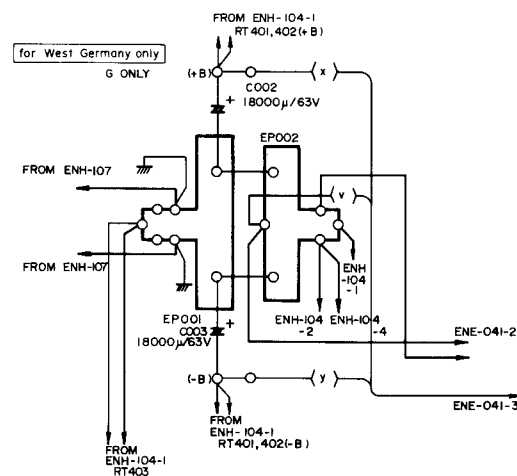 FROM ENH-104-1
RT401,402(+B)
for West Germany only
G ONLY
(+B)
x
C002
18000μ/63V
+
EP002
FROM ENH-107
v
FROM ENH-107
ENH
-104
-1
EP001
C003
18000μ/63V
+
ENH-104
-2
ENH-104
-4
ENE-041-2
(-B)
y
ENE-041-3
FROM
ENH-104-1
RT401,402(-B)
FROM
ENH-104-1
RT403